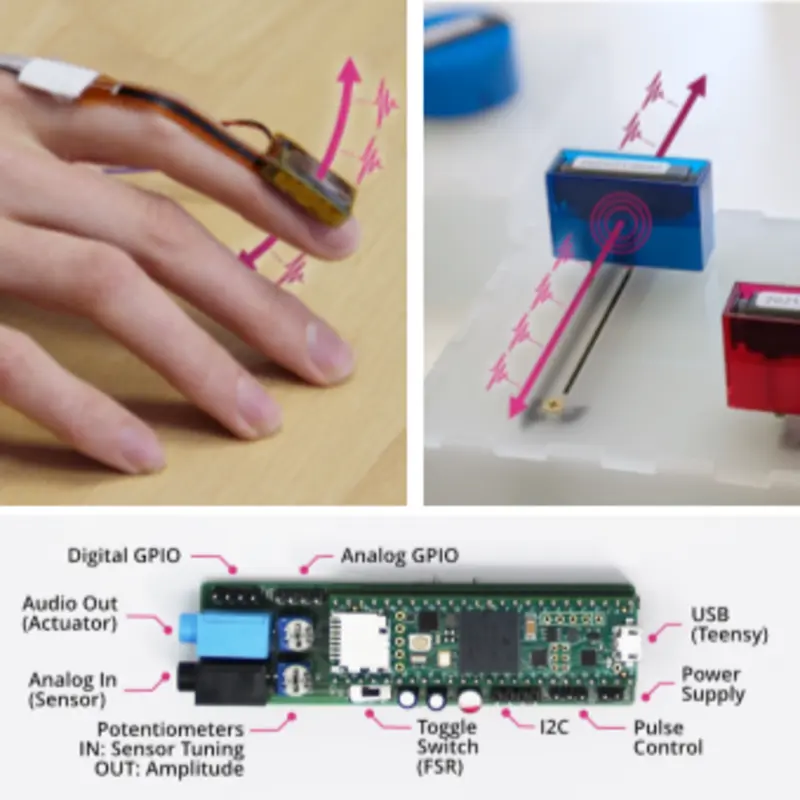 Digital GPIO
Analog GPIO
Audio Out
(Actuator)
USB
(Teensy)
Analog In
(Sensor)
Power
Supply
Potentiometers
IN: Sensor Tuning
OUT: Amplitude
Toggle
Switch
(FSR)
I2C
Pulse
Control